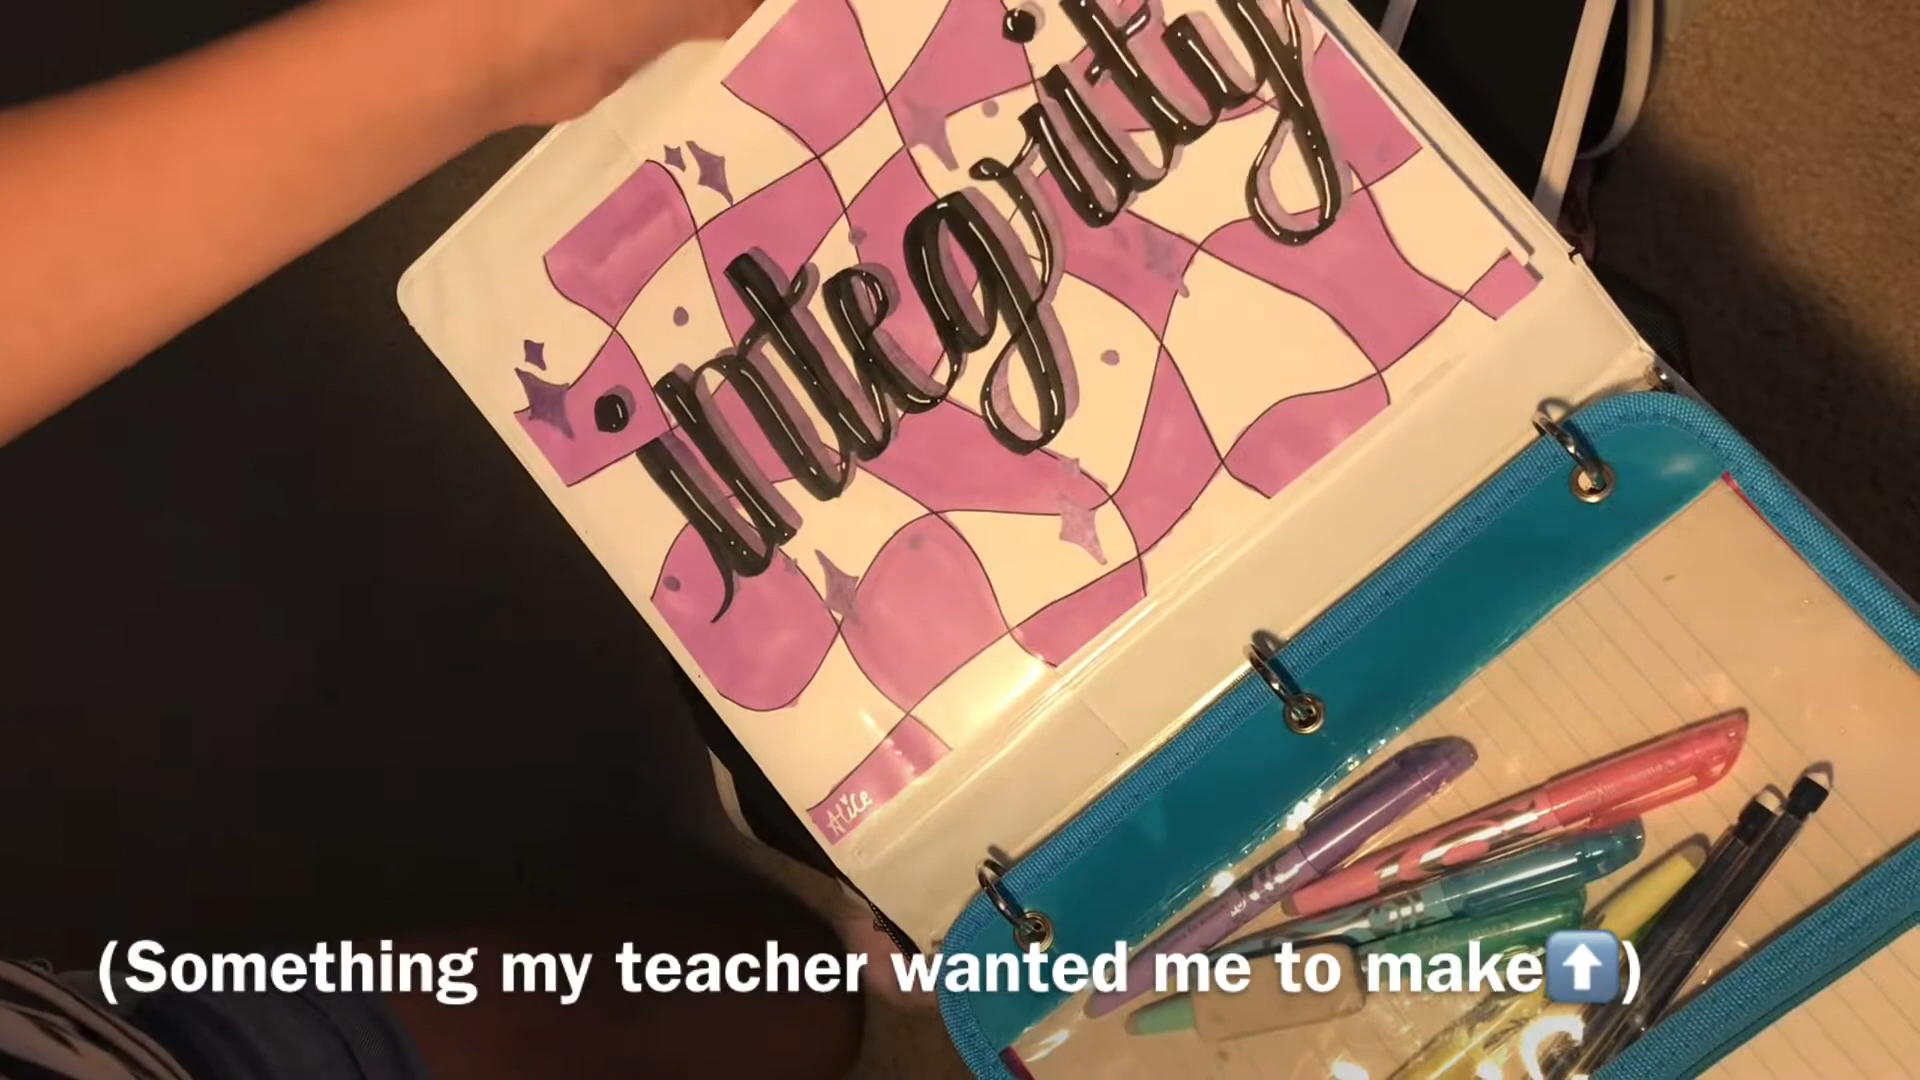 integrity
Alice
(Something my teacher wanted me to make⬆️)